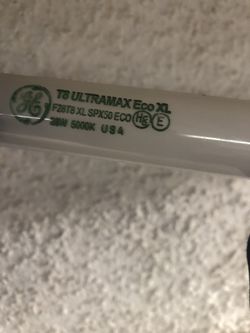 GE T8 ULTRAMAX Eco XL
F28T8 XL SPX50 ECO Hg E
28W 5000K USA